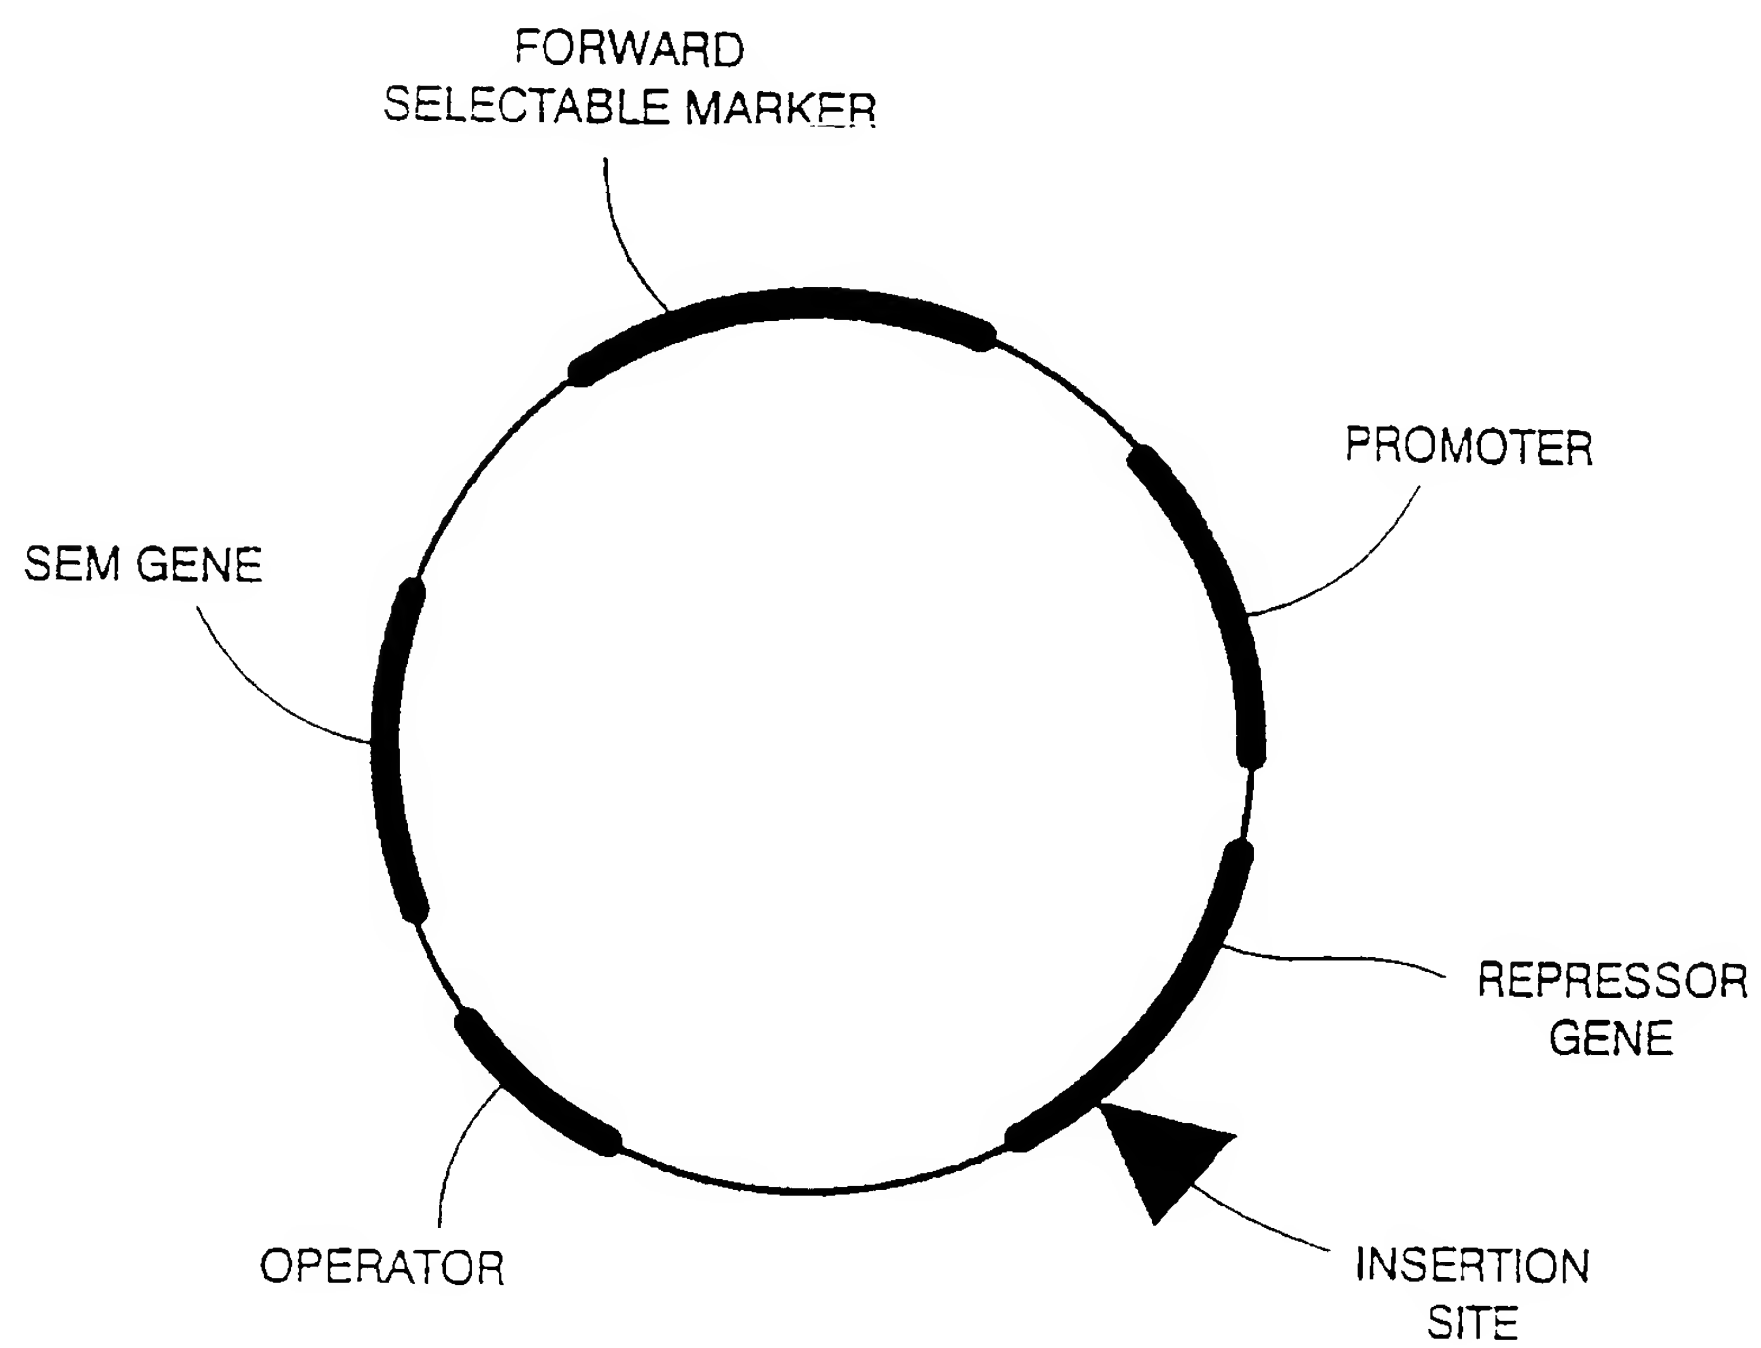 FORWARD
SELECTABLE MARKER
PROMOTER
SEM GENE
REPRESSOR
GENE
OPERATOR
INSERTION
SITE